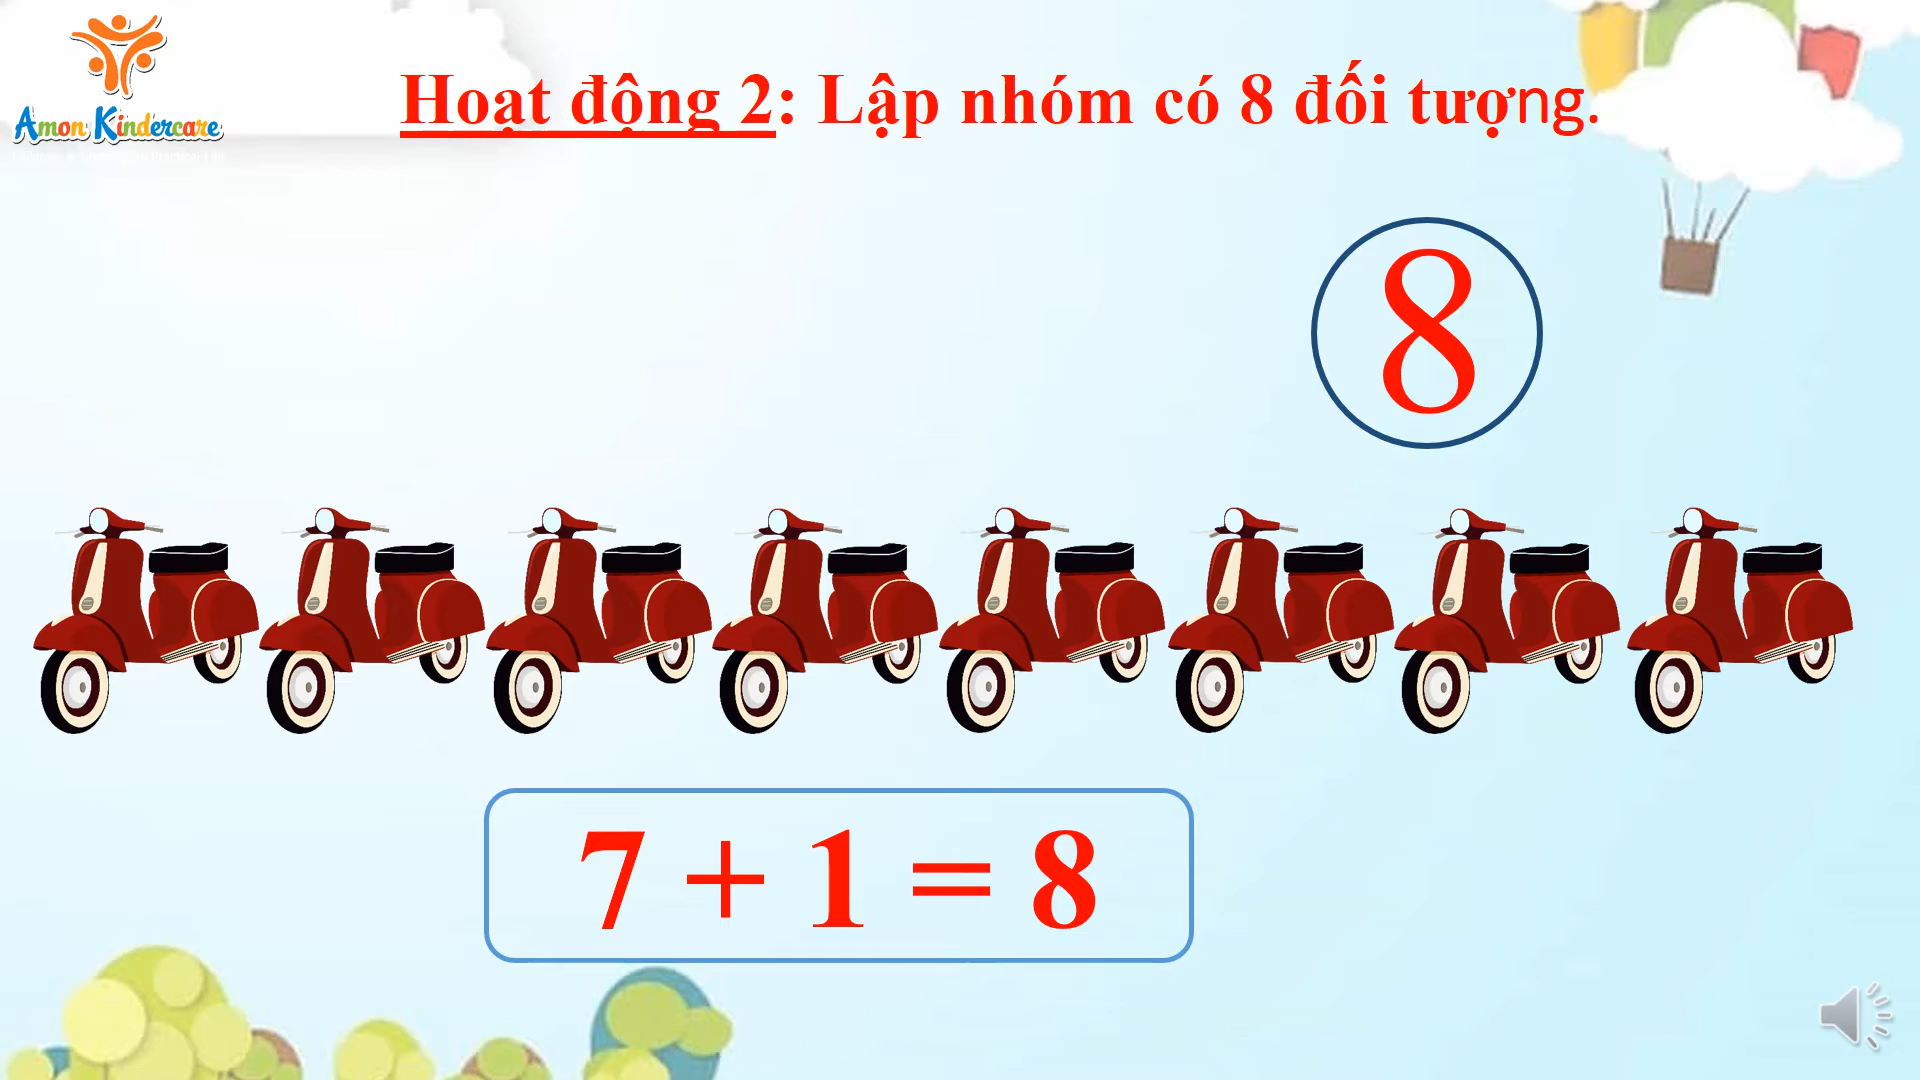 Amon Kindercare
Hoạt động 2: Lập nhóm có 8 đối tượng.
8
7 + 1 = 8